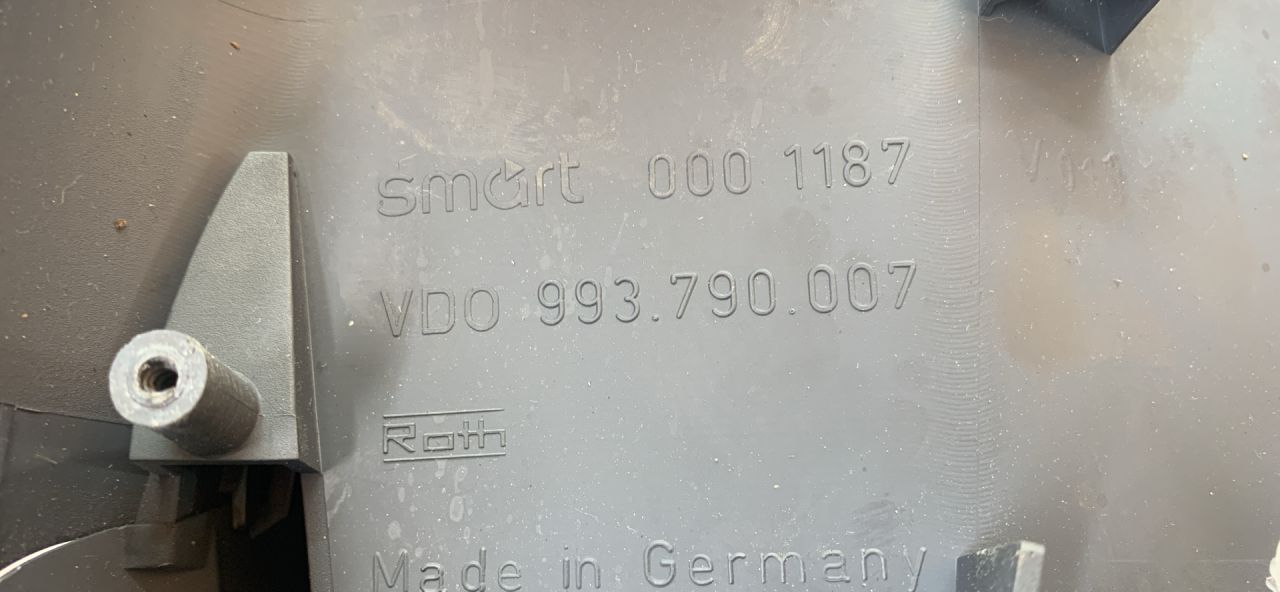 smart 000 1187
VDO 993.790.007
Roth
Made in Germany